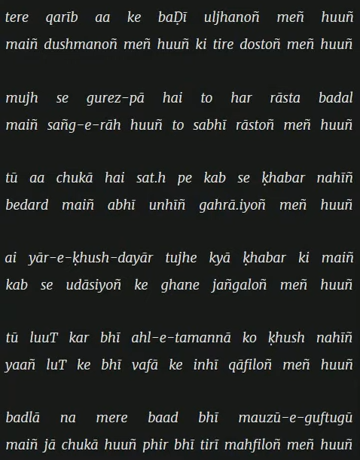 tere qarīb aa ke baḌī uljhanoñ meñ huuñ
maiñ dushmanoñ meñ huuñ ki tire dostoñ meñ huuñ
mujh se gurez-pā hai to har rāsta badal
maiñ sañg-e-rāh huuñ to sabhī rāstoñ meñ huuñ
tū aa chukā hai sat.h pe kab se ḳhabar nahīñ
bedard maiñ abhī unhīñ gahrā.iyoñ meñ huuñ
ai yār-e-ḳhush-dayār tujhe kyā ḳhabar ki maiñ
kab se udāsiyoñ ke ghane jañgaloñ meñ huuñ
tū luuT kar bhī ahl-e-tamannā ko ḳhush nahīñ
yaañ luT ke bhī vafā ke inhī qāfiloñ meñ huuñ
badlā na mere baad bhī mauzū-e-guftugū
maiñ jā chukā huuñ phir bhī tirī mahfiloñ meñ huuñ